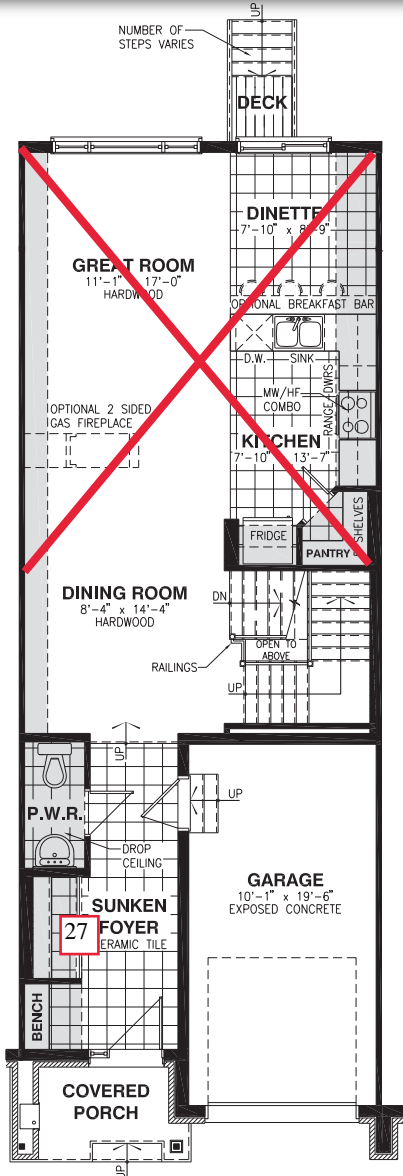 NUMBER OF
STEPS VARIES
UP
DECK
DINETTE
7'-10" x 8'-9"
GREAT ROOM
11'-1" 17'-0"
HARDWOOD
OPTIONAL BREAKFAST BAR
D.W. SINK
MW/HF
COMBO
RANGE DWRS
OPTIONAL 2 SIDED
GAS FIREPLACE
KITCHEN
7'-10" 13'-7"
FRIDGE
SHELVES
PANTRY
DINING ROOM
8'-4" x 14'-4"
HARDWOOD
DN
OPEN TO
ABOVE
RAILINGS
UP
UP
UP
P.W.R.
DROP
CEILING
GARAGE
10'-1" x 19'-6"
EXPOSED CONCRETE
SUNKEN
FOYER
27
ERAMIC TILE
BENCH
COVERED
PORCH
UP